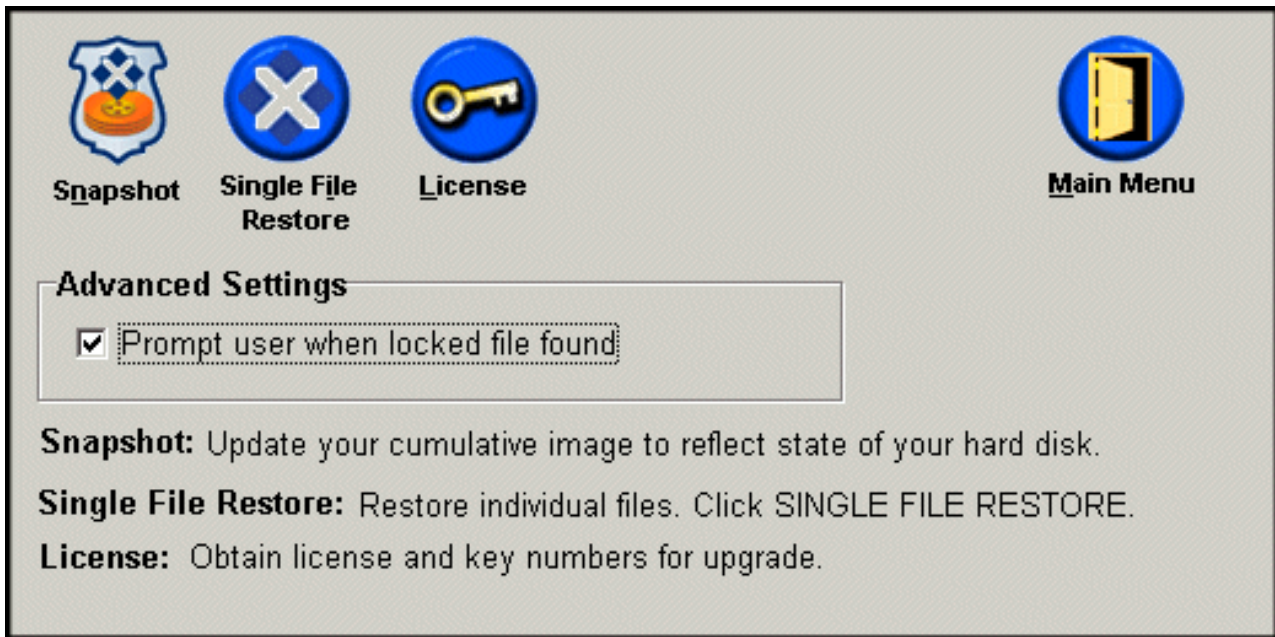 Snapshot
Single File
Restore
License
Main Menu
Advanced Settings
Prompt user when locked file found
Snapshot: Update your cumulative image to reflect state of your hard disk.
Single File Restore: Restore individual files. Click SINGLE FILE RESTORE.
License: Obtain license and key numbers for upgrade.